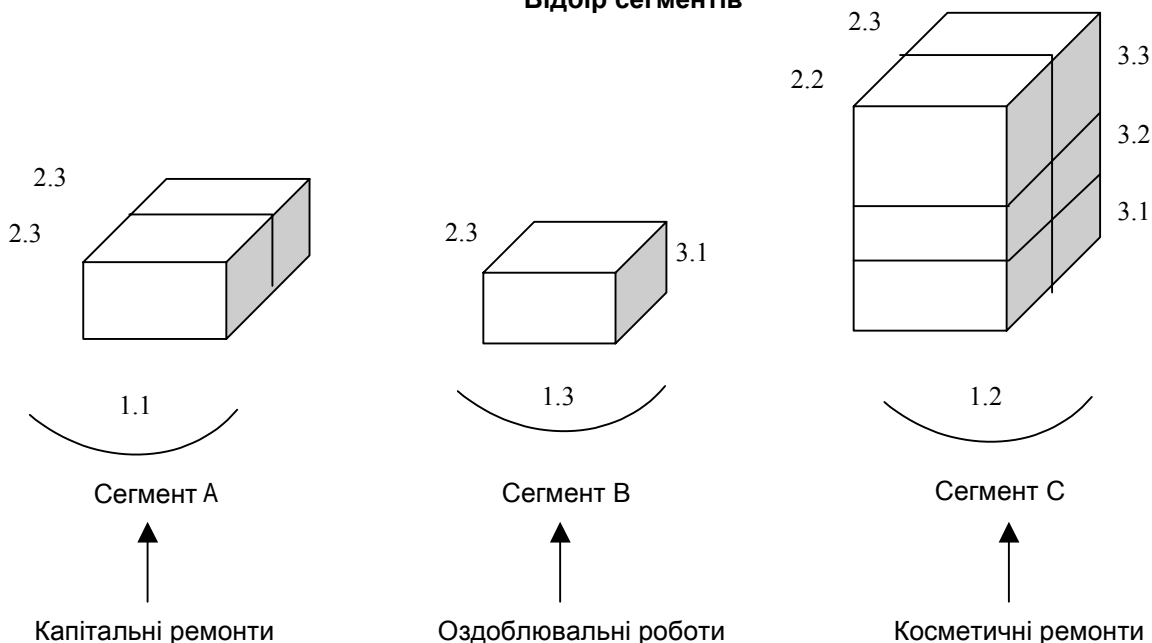 Відбір сегментів
2.3
2.2
3.3
3.2
3.1
2.3
2.3
2.3
3.1
1.1
1.3
1.2
Сегмент А
Сегмент В
Сегмент С
Капітальні ремонти
Оздоблювальні роботи
Косметичні ремонти